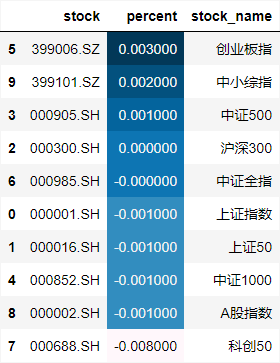 stock percent stock_name
5 399006.SZ 0.003000 创业板指
9 399101.SZ 0.002000 中小综指
3 000905.SH 0.001000 中证500
2 000300.SH 0.000000 沪深300
6 000985.SH -0.000000 中证全指
0 000001.SH -0.001000 上证指数
1 000016.SH -0.001000 上证50
4 000852.SH -0.001000 中证1000
8 000002.SH -0.001000 A股指数
7 000688.SH -0.008000 科创50